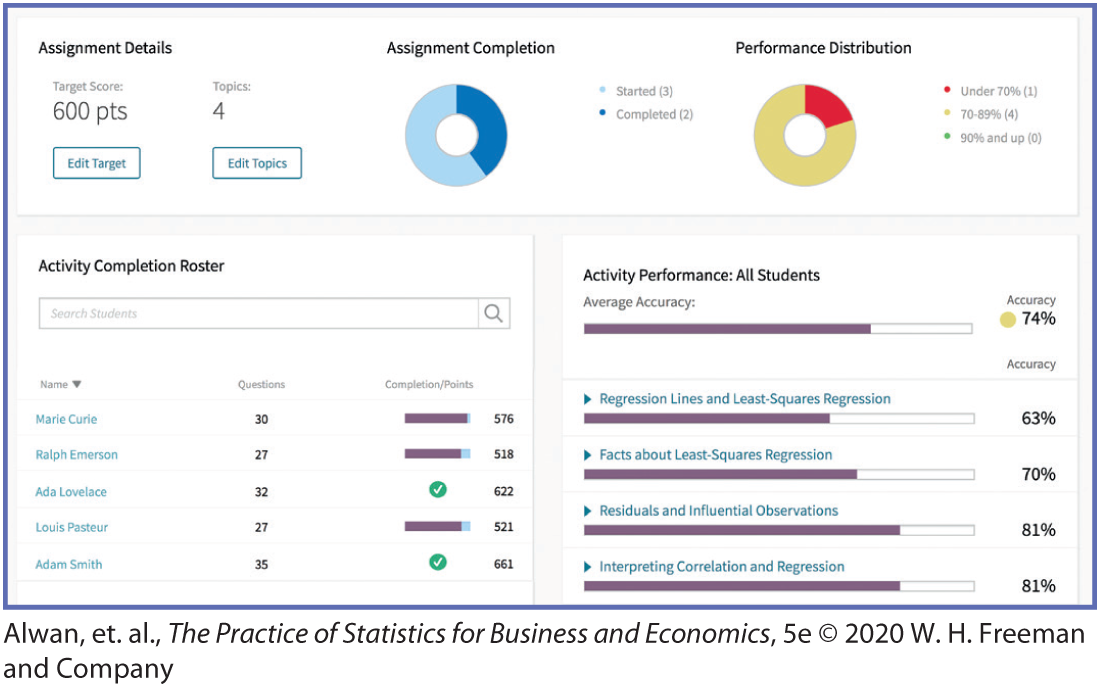 Assignment Details
Target Score:
600 pts
Edit Target
Topics:
4
Edit Topics
Assignment Completion
Started (3)
Completed (2)
Performance Distribution
Under 70% (1)
70-89% (4)
90% and up (0)
Activity Completion Roster
Search Students
Name Questions Completion/Points
Marie Curie 30 576
Ralph Emerson 27 518
Ada Lovelace 32 622
Louis Pasteur 27 521
Adam Smith 35 661
Activity Performance: All Students
Average Accuracy:
Accuracy
74%
Accuracy
Regression Lines and Least-Squares Regression 63%
Facts about Least-Squares Regression 70%
Residuals and Influential Observations 81%
Interpreting Correlation and Regression 81%
Alwan, et. al., The Practice of Statistics for Business and Economics, 5e © 2020 W. H. Freeman
and Company